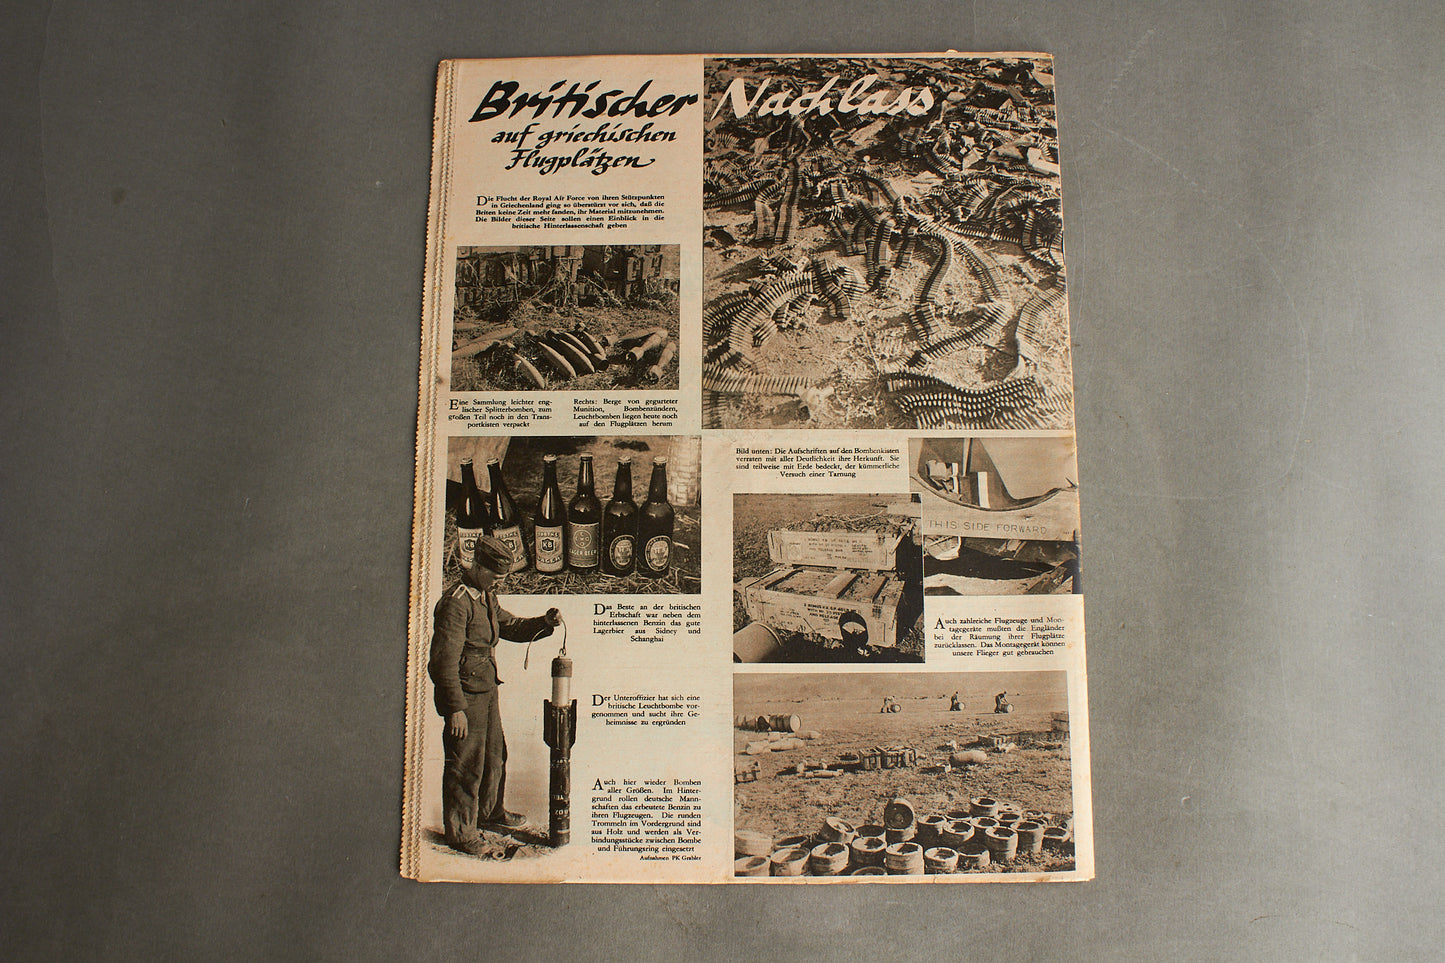 Britischer Nachlass
auf griechischen
Flugplätzen
Die Flucht der Royal Air Force von ihren Stützpunkten
in Griechenland ging so überstürzt vor sich, daß die
Briten keine Zeit mehr fanden, ihr Material mitzunehmen.
Die Bilder dieser Seite sollen einen Einblick in die
britische Hinterlassenschaft geben
Eine Sammlung leichter eng-
lischer Splitterbomben, zum
großen Teil noch in den Trans-
portkisten verpackt
Rechts: Berge von gegurteter
Munition, Bombenzündern,
Leuchtbomben liegen heute noch
auf den Flugplätzen herum
Bild unten: Die Aufschriften auf den Bombenkisten
verraten mit aller Deutlichkeit ihre Herkunft. Sie
sind teilweise mit Erde bedeckt, der kümmerliche
Versuch einer Tarnung
THIS SIDE FORWARD
KB
LAGER
KB
LAGER BEER
Das Beste an der britischen
Erbschaft war neben dem
hinterlassenen Benzin das gute
Lagerbier aus Sidney und
Schanghai
Auch zahlreiche Flugzeuge und Mon-
tagegeräte mußten die Engländer
bei der Räumung ihrer Flugplätze
zurücklassen. Das Montagegerät können
unsere Flieger gut gebrauchen
Der Unteroffizier hat sich eine
britische Leuchtbombe vor-
genommen und sucht ihre Ge-
heimnisse zu ergründen
Auch hier wieder Bomben
aller Größen. Im Hinter-
grund rollen deutsche Mann-
schaften das erbeutete Benzin zu
ihren Flugzeugen. Die runden
Trommeln im Vordergrund sind
aus Holz und werden als Ver-
bindungsstücke zwischen Bombe
und Führungsring eingesetzt
Aufnahmen PK Grabler